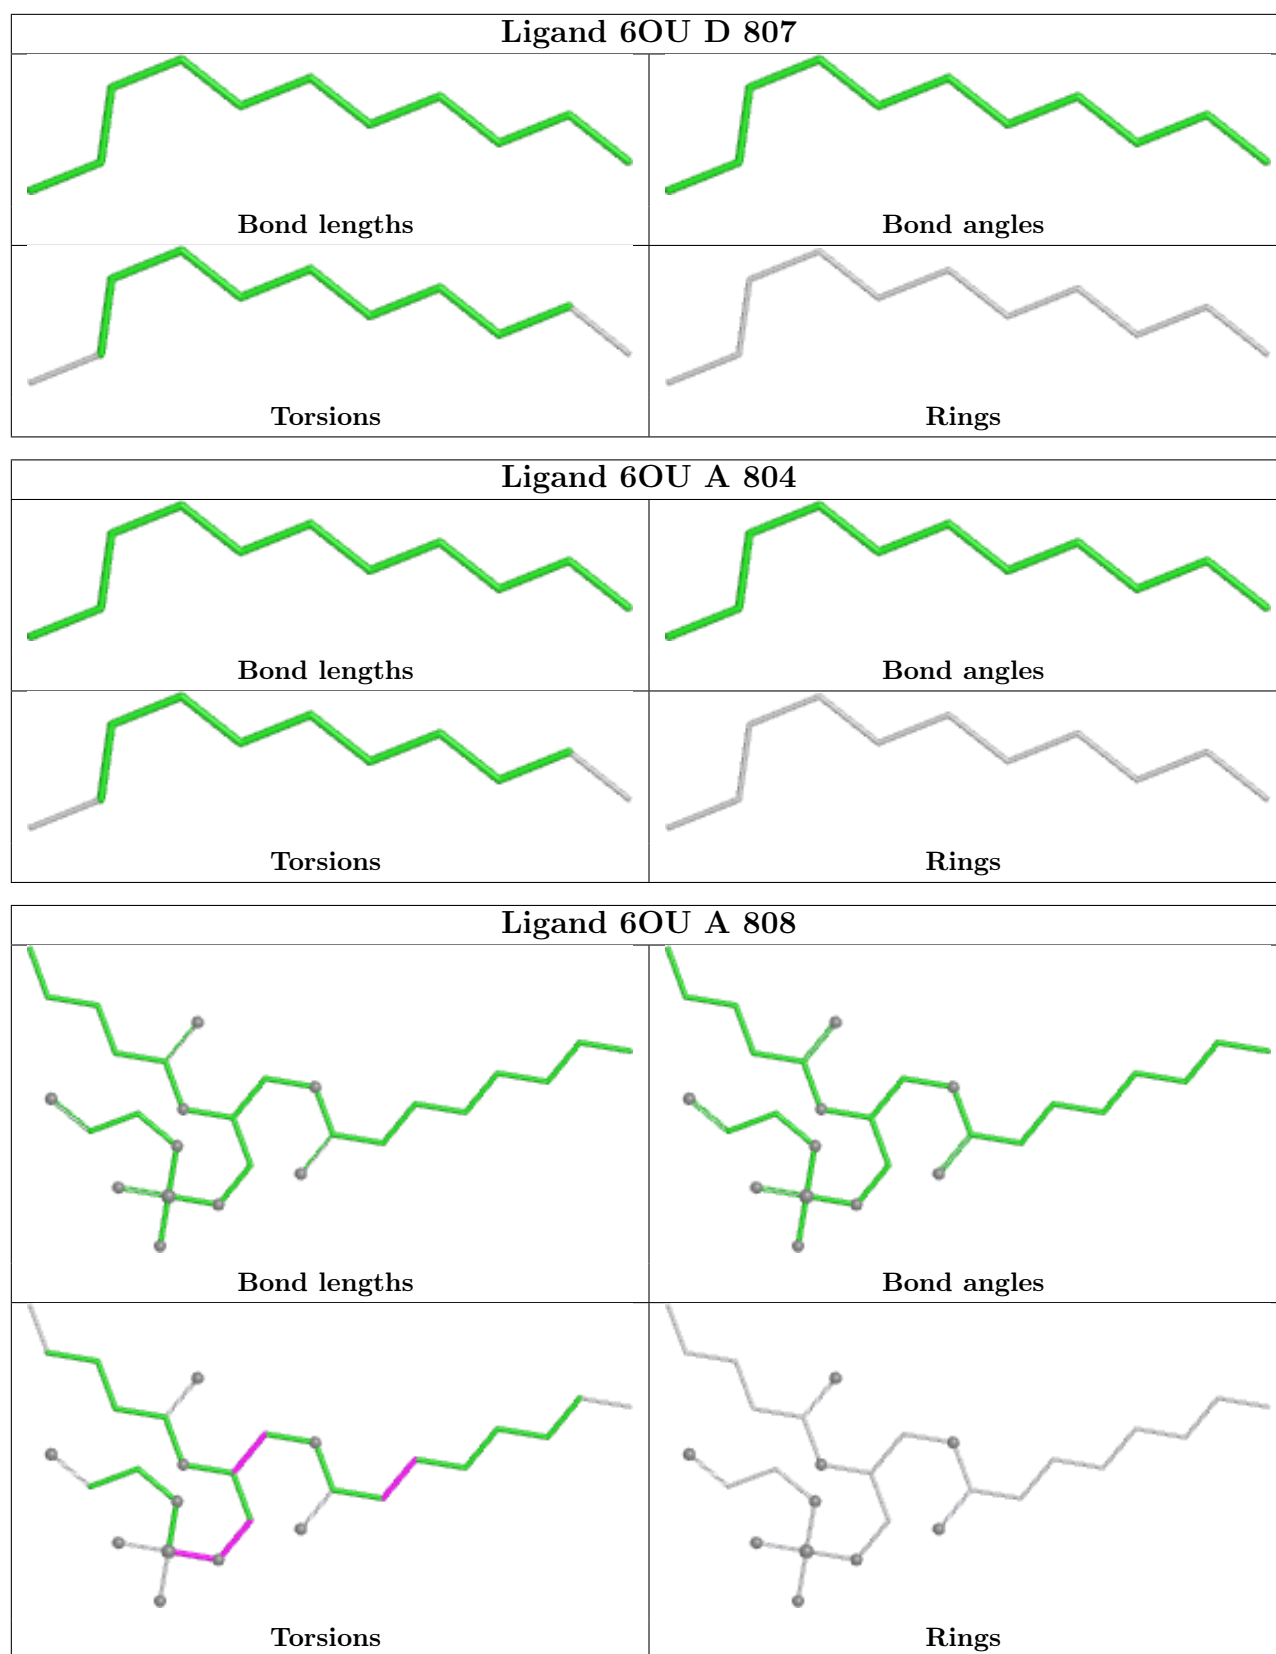 Ligand 6OU D 807
Bond lengths
Bond angles
Torsions
Rings
Ligand 6OU A 804
Bond lengths
Bond angles
Torsions
Rings
Ligand 6OU A 808
Bond lengths
Bond angles
Torsions
Rings